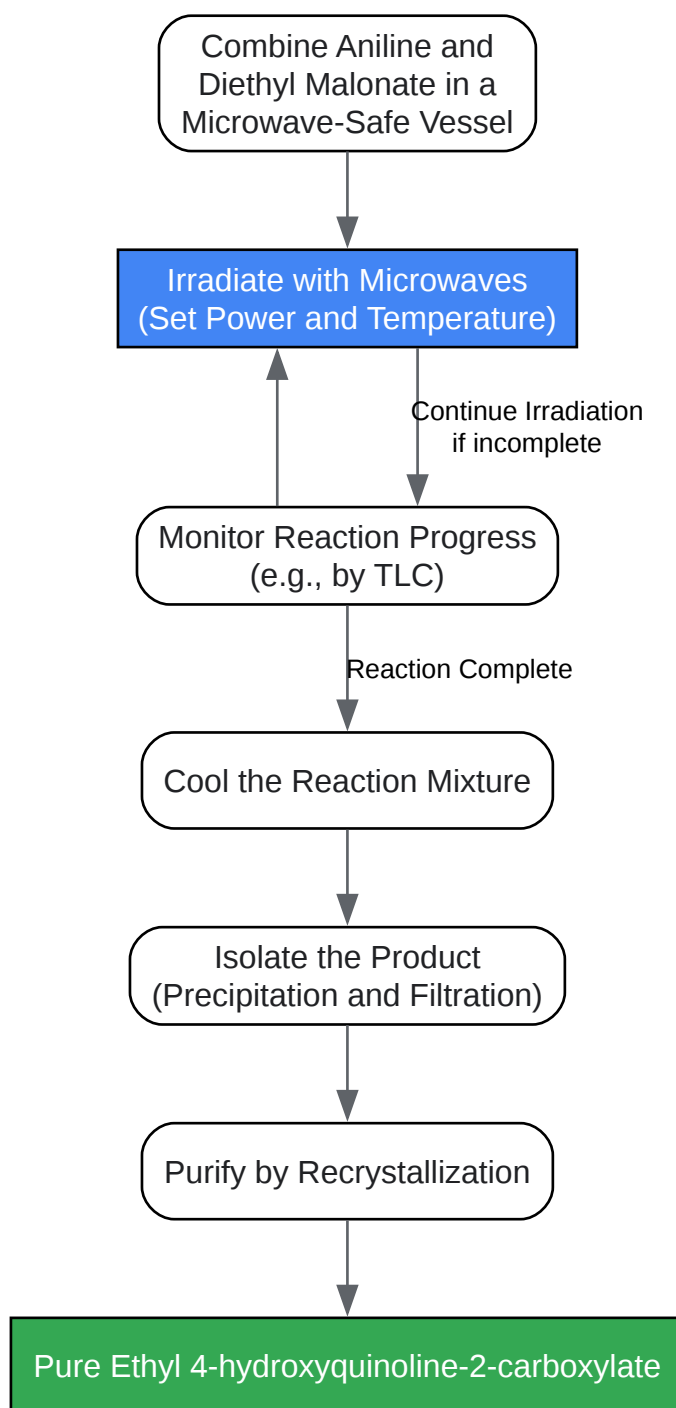 Combine Aniline and
Diethyl Malonate in a
Microwave-Safe Vessel
Irradiate with Microwaves
(Set Power and Temperature)
Continue Irradiation
if incomplete
Monitor Reaction Progress
(e.g., by TLC)
Reaction Complete
Cool the Reaction Mixture
Isolate the Product
(Precipitation and Filtration)
Purify by Recrystallization
Pure Ethyl 4-hydroxyquinoline-2-carboxylate